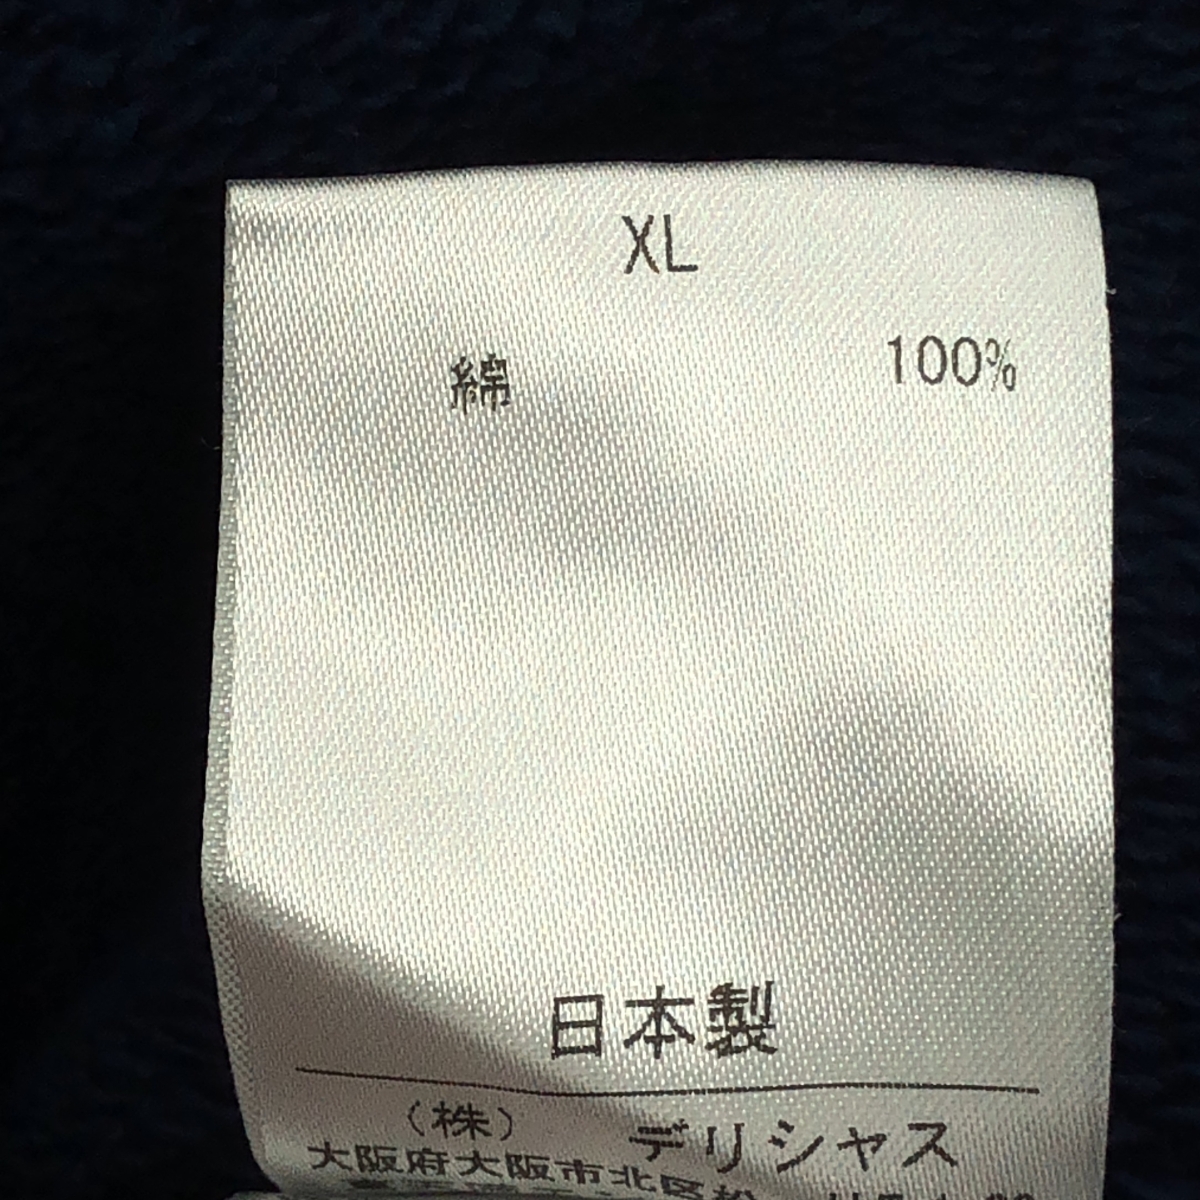 XL
綿 100%
日本製
(株) デリシャス
大阪府大阪市北区